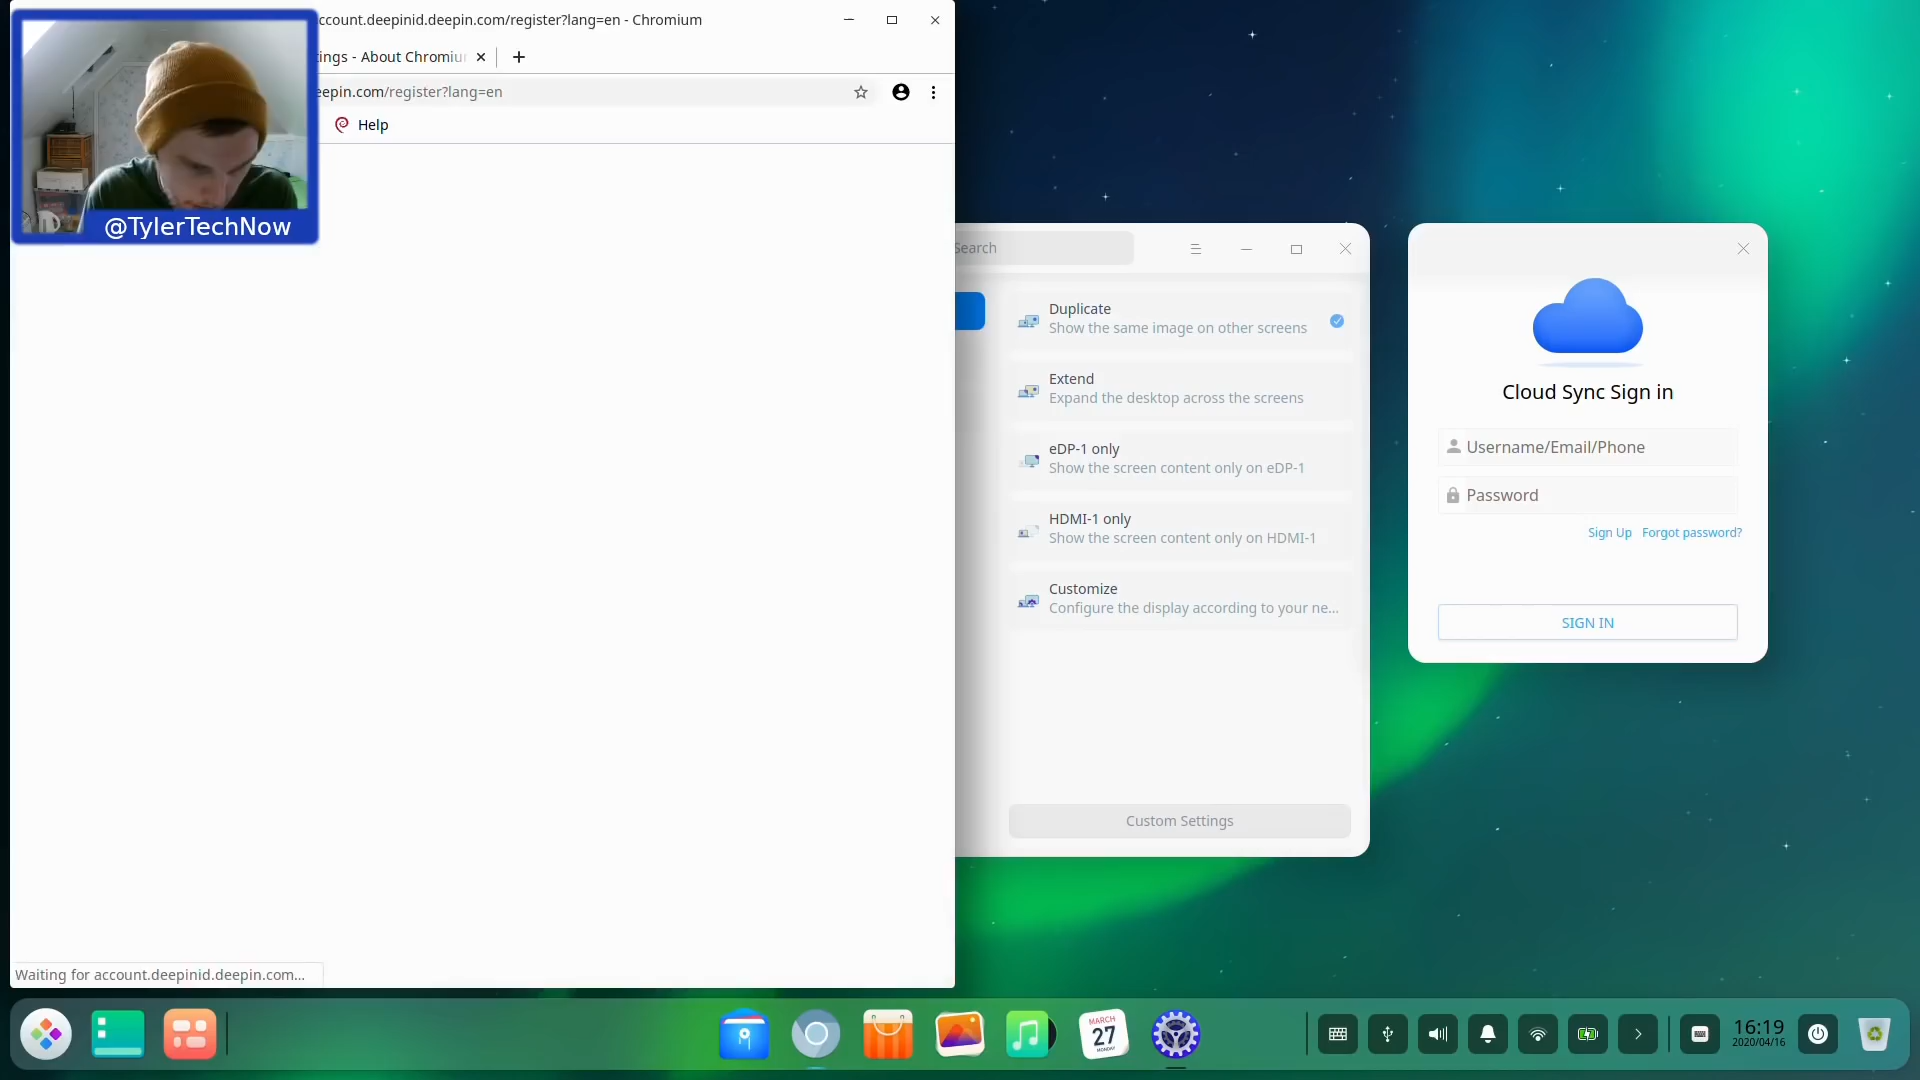 account.deepinid.deepin.com/register?lang=en - Chromium
ings - About Chromiu
eepin.com/register?lang=en
Help
@TylerTechNow
Waiting for account.deepinid.deepin.com...
Search
Duplicate
Show the same image on other screens
Extend
Expand the desktop across the screens
eDP-1 only
Show the screen content only on eDP-1
HDMI-1 only
Show the screen content only on HDMI-1
Customize
Configure the display according to your ne...
Custom Settings
Cloud Sync Sign in
Username/Email/Phone
Password
Sign Up Forgot password?
SIGN IN
MARCH
27
MONDAY
16:19
2020/04/16